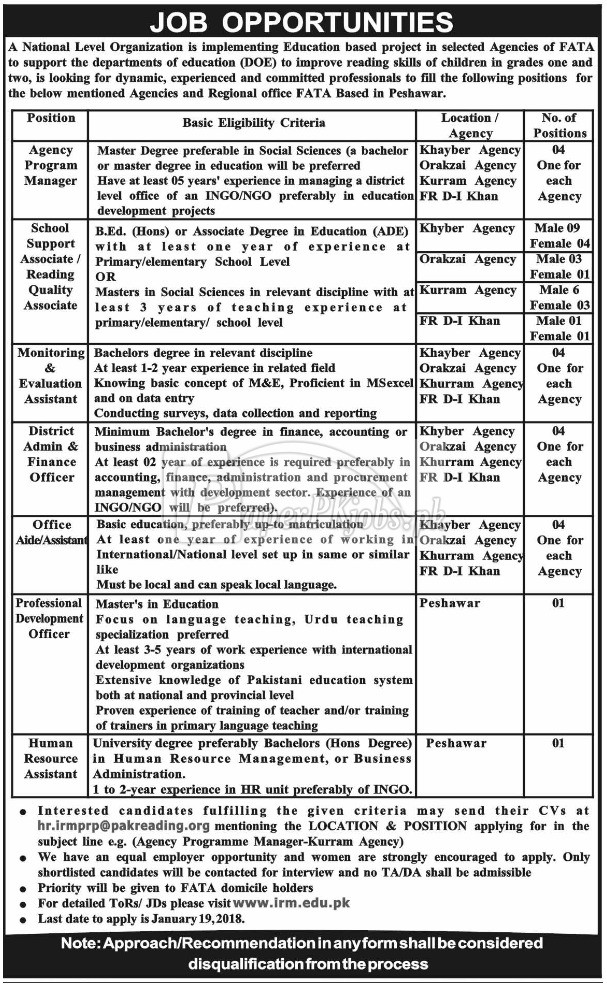 JOB OPPORTUNITIES
A National Level Organization is implementing Education based project in selected Agencies of FATA
to support the departments of education (DOE) to improve reading skills of children in grades one and
two, is looking for dynamic, experienced and committed professionals to fill the following positions for
the below mentioned Agencies and Regional office FATA Based in Peshawar.
Position
Basic Eligibility Criteria
Location /
Agency
No. of
Positions
Agency
Program
Manager
Master Degree preferable in Social Sciences (a bachelor
or master degree in education will be preferred
Have at least 05 years' experience in managing a district
level office of an INGO/NGO preferably in education
development projects
Khayber Agency
Orakzai Agency
Kurram Agency
FR D-I Khan
04
One for
each
Agency
School
Support
Associate /
Reading
Quality
Associate
B.Ed. (Hons) or Associate Degree in Education (ADE)
with at least one year of experience at
Primary/elementary School Level
OR
Masters in Social Sciences in relevant discipline with at
least 3 years of teaching experience at
primary/elementary/ school level
Khyber Agency
Male 09
Female 04
Orakzai Agency
Male 03
Female 01
Kurram Agency
Male 6
Female 03
FR D-I Khan
Male 01
Female 01
Monitoring
&
Evaluation
Assistant
Bachelors degree in relevant discipline
At least 1-2 year experience in related field
Knowing basic concept of M&E, Proficient in MSexcel
and on data entry
Conducting surveys, data collection and reporting
Khayber Agency
Orakzai Agency
Khurram Agency
FR D-I Khan
04
One for
each
Agency
District
Admin &
Finance
Officer
Minimum Bachelor's degree in finance, accounting or
business administration
At least 02 year of experience is required preferably in
accounting, finance, administration and procurement
management with development sector. Experience of an
INGO/NGO will be preferred).
Khyber Agency
Orakzai Agency
Khurram Agency
FR D-I Khan
04
One for
each
Agency
Office
Aide/Assistant
Basic education, preferably up-to matriculation
At least one year of experience of working in
International/National level set up in same or similar
like
Must be local and can speak local language.
Khayber Agency
Orakzai Agency
Khurram Agency
FR D-I Khan
04
One for
each
Agency
Professional
Development
Officer
Master's in Education
Focus on language teaching, Urdu teaching
specialization preferred
At least 3-5 years of work experience with international
development organizations
Extensive knowledge of Pakistani education system
both at national and provincial level
Proven experience of training of teacher and/or training
of trainers in primary language teaching
Peshawar
01
Human
Resource
Assistant
University degree preferably Bachelors (Hons Degree)
in Human Resource Management, or Business
Administration.
1 to 2-year experience in HR unit preferably of INGO.
Peshawar
01
• Interested candidates fulfilling the given criteria may send their CVs at
hr.irmprp@pakreading.org mentioning the LOCATION & POSITION applying for in the
subject line e.g. (Agency Programme Manager-Kurram Agency)
• We have an equal employer opportunity and women are strongly encouraged to apply. Only
shortlisted candidates will be contacted for interview and no TA/DA shall be admissible
• Priority will be given to FATA domicile holders
• For detailed ToRs/ JDs please visit www.irm.edu.pk
• Last date to apply is January 19, 2018.
Note: Approach/Recommendation in any form shall be considered
disqualification from the process
PaperPKjobs.pk